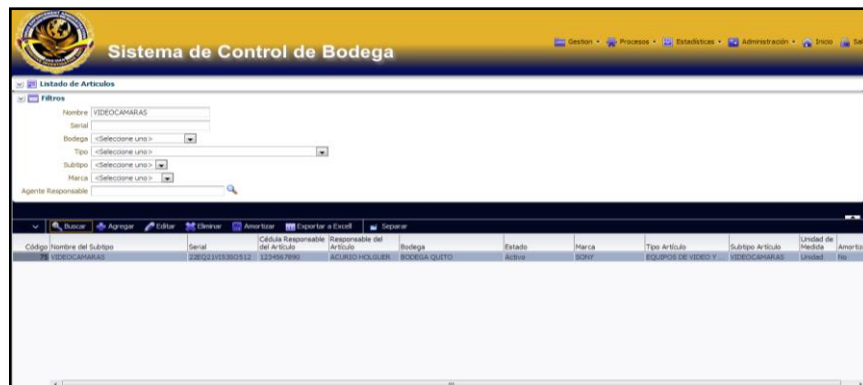 Sistema de Control de Bodega
Gestion Procesos Estadísticas Administración Inicio Sal
Listado de Artículos
Filtros
Nombre VIDEOCAMARAS
Serial
Bodega <Seleccione uno>
Tipo <Seleccione uno>
Subtipo <Seleccione uno>
Marca <Seleccione uno>
Agente Responsable
Buscar Agregar Editar Eliminar Amortizar Exportar a Excell Separar
Código Nombre del Subtipo Serial Cédula Responsable del Artículo Responsable del Artículo Bodega Estado Marca Tipo Artículo Subtipo Artículo Unidad de Medida Amortiz
75 VIDEOCAMARAS 1234567890 ACURIO HOLGUER BODEGA QUITO Activo SONY EQUIPOS DE VIDEO Y ... VIDEOCAMARAS Unidad No